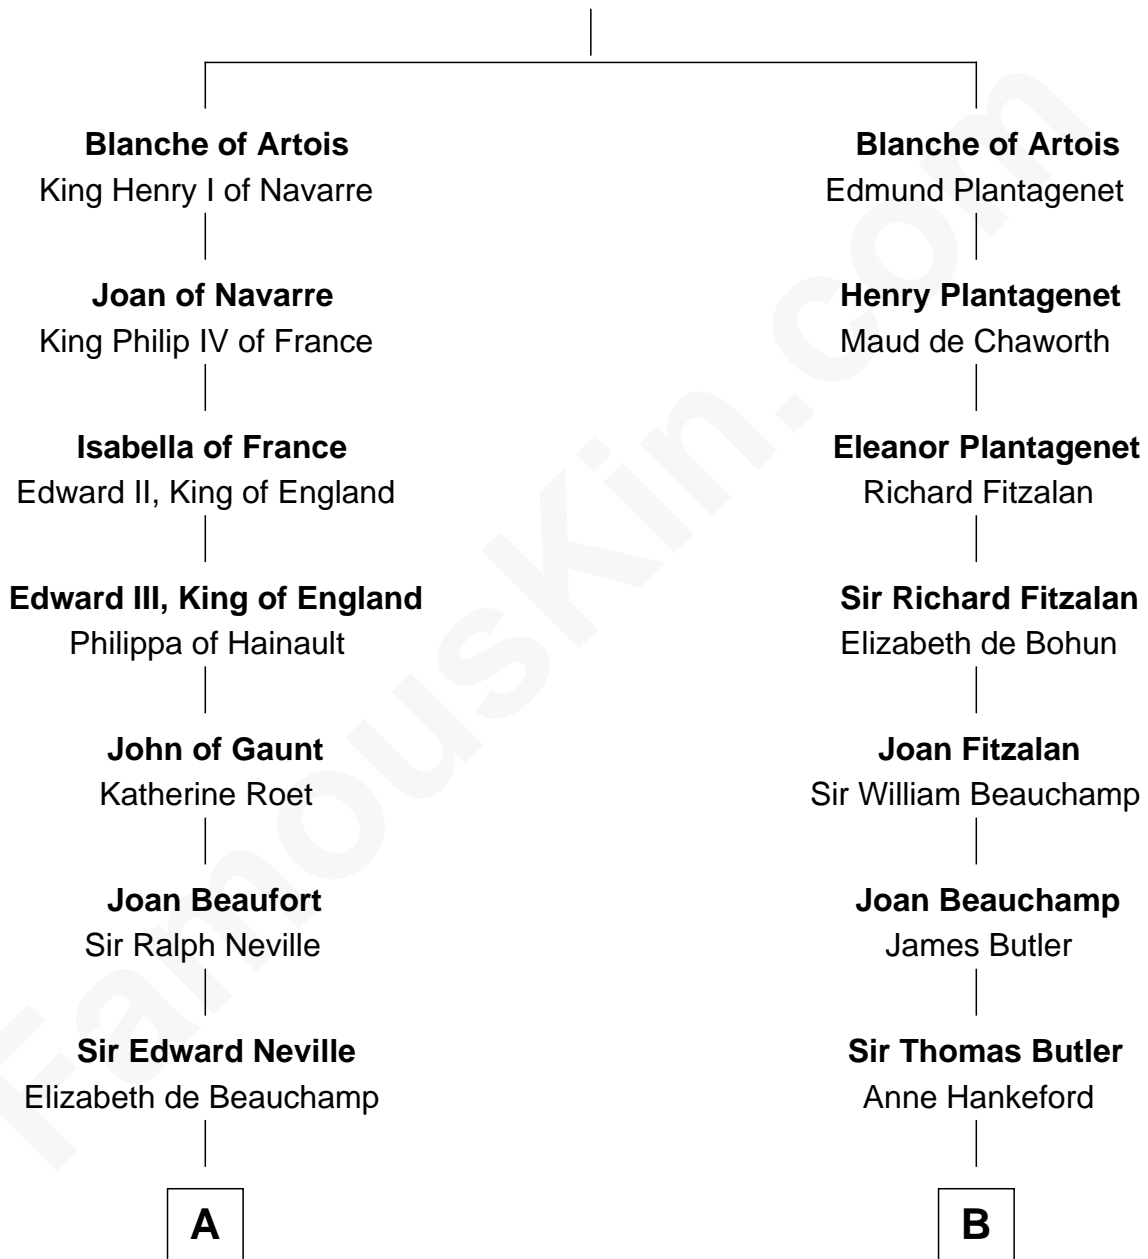 Blanche of Artois
King Henry I of Navarre
Joan of Navarre
King Philip IV of France
Isabella of France
Edward II, King of England
Edward III, King of England
Philippa of Hainault
John of Gaunt
Katherine Roet
Joan Beaufort
Sir Ralph Neville
Sir Edward Neville
Elizabeth de Beauchamp
A
Blanche of Artois
Edmund Plantagenet
Henry Plantagenet
Maud de Chaworth
Eleanor Plantagenet
Richard Fitzalan
Sir Richard Fitzalan
Elizabeth de Bohun
Joan Fitzalan
Sir William Beauchamp
Joan Beauchamp
James Butler
Sir Thomas Butler
Anne Hankeford
B
FamousKin.com